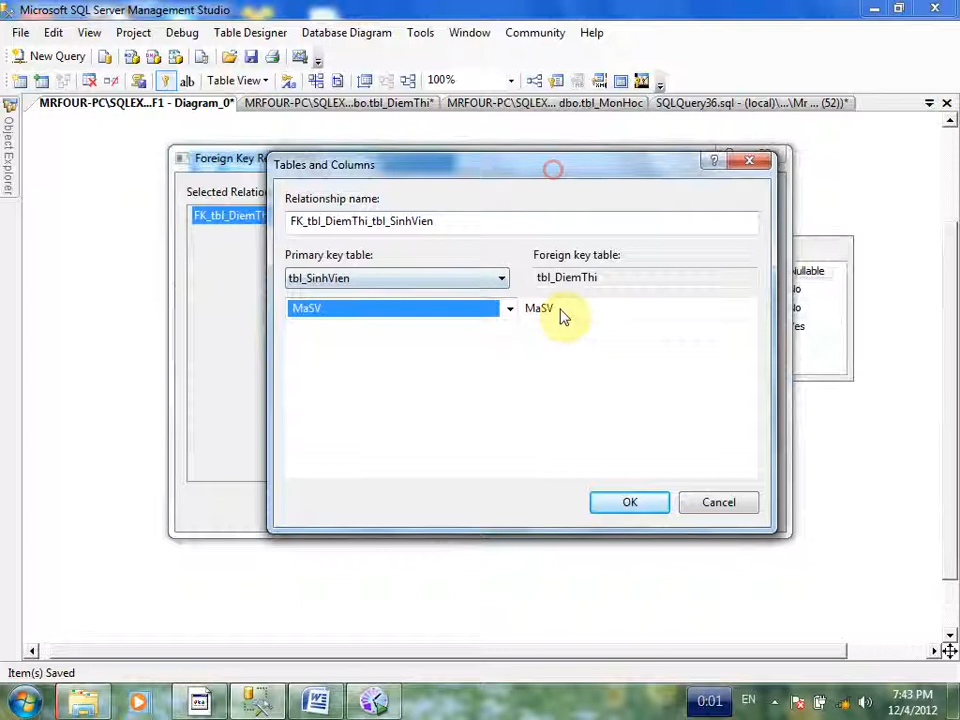 Microsoft SQL Server Management Studio
File Edit View Project Debug Table Designer Database Diagram Tools Window Community Help
New Query
ab Table View 100%
MRFOUR-PC\SQLEX...F1 - Diagram_0* MRFOUR-PC\SQLEX...bo.tbl_DiemThi* MRFOUR-PC\SQLEX... dbo.tbl_MonHoc SQLQuery36.sql - (local)\...\Mr ... (52))*
Object Explorer
Foreign Key Re
Selected Relatio
FK_tbl_DiemTh
Tables and Columns
Relationship name:
FK_tbl_DiemThi_tbl_SinhVien
Primary key table: Foreign key table:
tbl_SinhVien tbl_DiemThi
MaSV MaSV
OK Cancel
Nullable
No
No
Yes
Item(s) Saved
0:01 EN 7:43 PM
12/4/2012